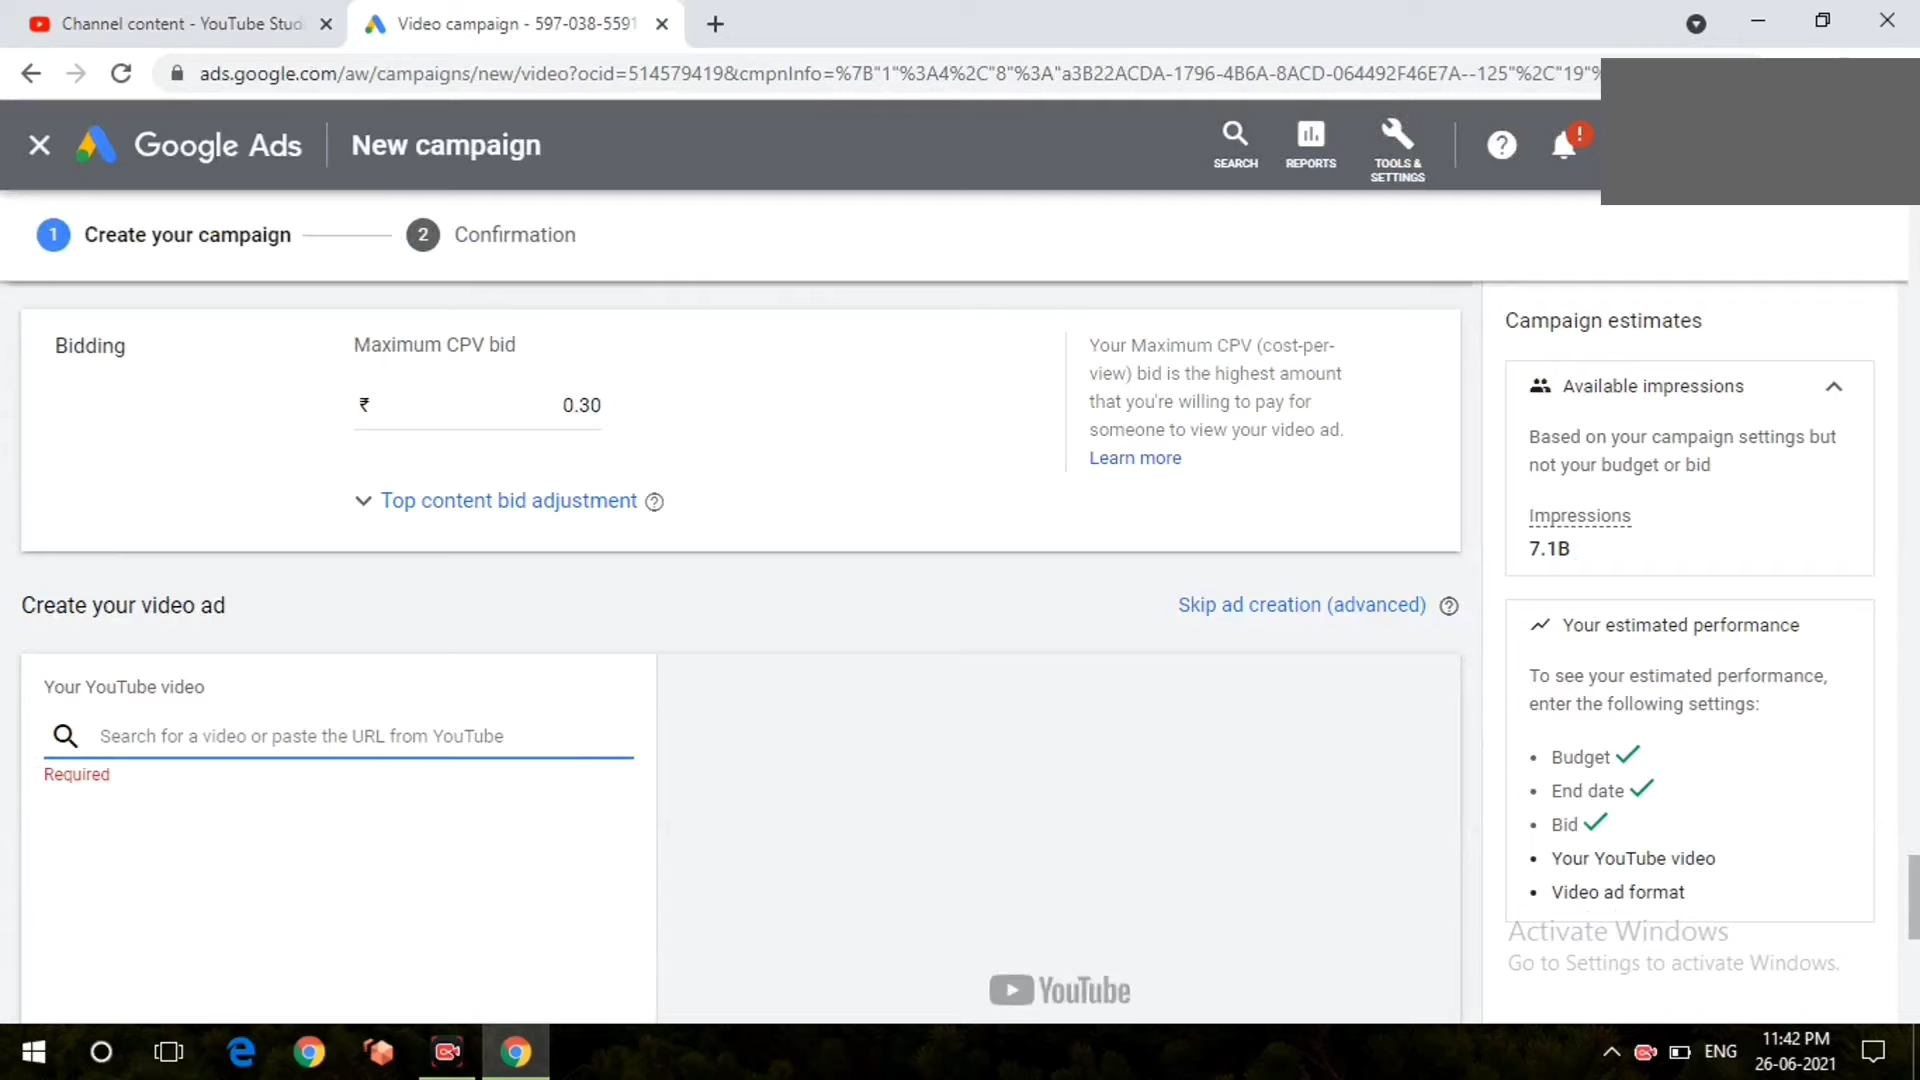 Channel content - YouTube Stud
Video campaign - 597-038-5591
ads.google.com/aw/campaigns/new/video?ocid=514579419&cmpnInfo=%7B"1"%3A4%2C"8"%3A"a3B22ACDA-1796-4B6A-8ACD-064492F46E7A--125"%2C"19"%
Google Ads
New campaign
SEARCH
REPORTS
TOOLS &
SETTINGS
1 Create your campaign
2 Confirmation
Bidding
Maximum CPV bid
₹ 0.30
Top content bid adjustment
Your Maximum CPV (cost-per-
view) bid is the highest amount
that you're willing to pay for
someone to view your video ad.
Learn more
Create your video ad
Skip ad creation (advanced)
Your YouTube video
Search for a video or paste the URL from YouTube
Required
YouTube
Campaign estimates
Available impressions
Based on your campaign settings but
not your budget or bid
Impressions
7.1B
Your estimated performance
To see your estimated performance,
enter the following settings:
• Budget
• End date
• Bid
• Your YouTube video
• Video ad format
Activate Windows
Go to Settings to activate Windows.
ENG
11:42 PM
26-06-2021